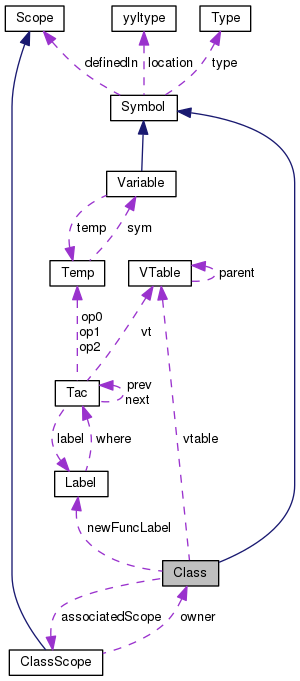 Scope
yyltype
Type
definedIn
location
type
Symbol
Variable
temp
sym
Temp
VTable
parent
op0
op1
op2
vt
Tac
prev
next
label
where
vtable
Label
newFuncLabel
Class
associatedScope
owner
ClassScope